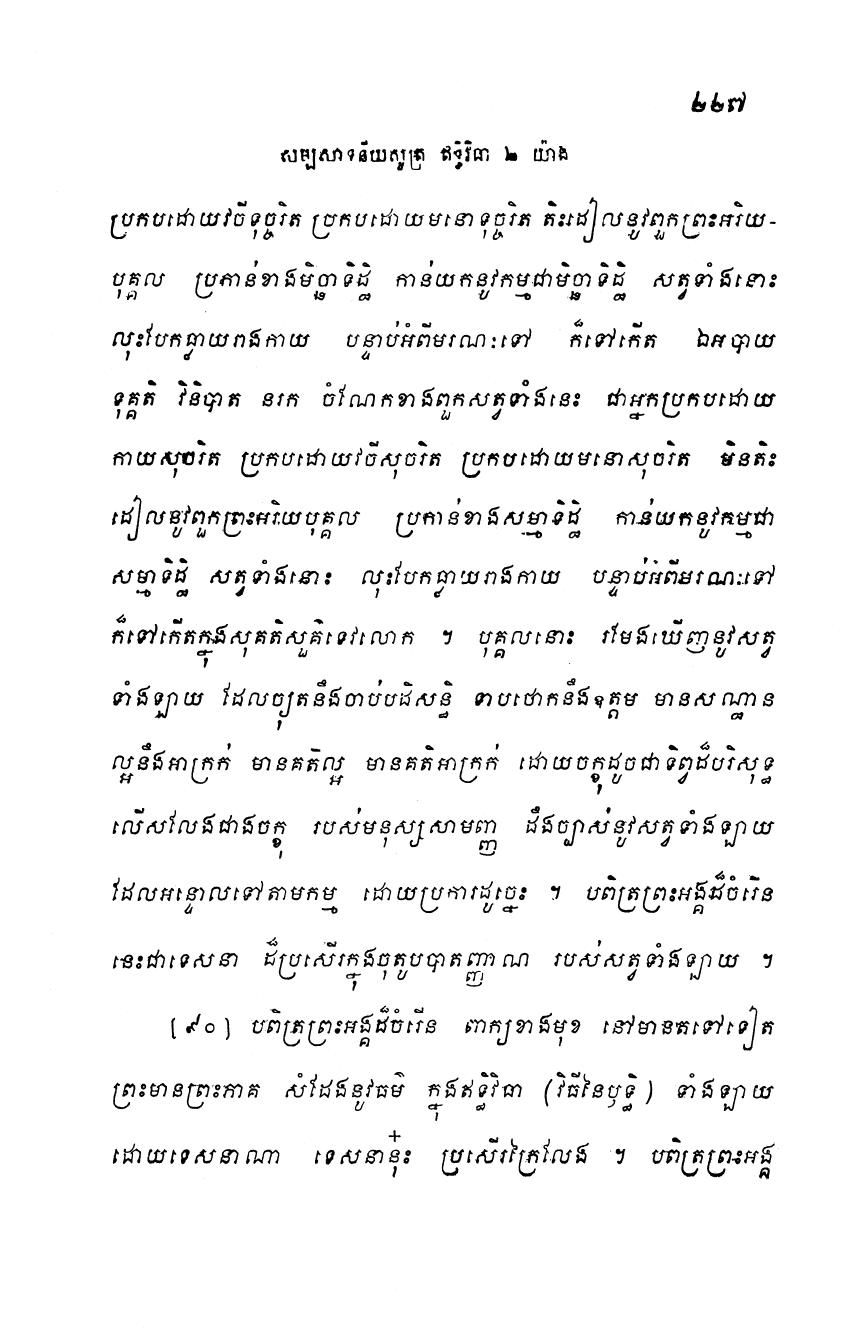 ២២៧
សម្បសាទនីយសូត្រ ឥទ្ធិវិធា ២ យ៉ាង
ប្រកបដោយវចីទុច្ចរិត ប្រកបដោយមនោទុច្ចរិត តិះដៀលនូវពួកព្រះអរិយ-
បុគ្គល ប្រកាន់ខាងមិច្ឆាទិដ្ឋិ កាន់យកនូវកម្មជាមិច្ឆាទិដ្ឋិ សត្វទាំងនោះ
លុះបែកធ្លាយរាងកាយ បន្ទាប់អំពីមរណៈទៅ ក៏ទៅកើត ឯអបាយ
ទុគ្គតិ វិនិបាត នរក ចំណែកខាងពួកសត្វទាំងនេះ ជាអ្នកប្រកបដោយ
កាយសុចរិត ប្រកបដោយវចីសុចរិត ប្រកបដោយមនោសុចរិត មិនតិះ
ដៀលនូវពួកព្រះអរិយបុគ្គល ប្រកាន់ខាងសម្មាទិដ្ឋិ កាន់យកនូវកម្មជា
សម្មាទិដ្ឋិ សត្វទាំងនោះ លុះបែកធ្លាយរាងកាយ បន្ទាប់អំពីមរណៈទៅ
ក៏ទៅកើតក្នុងសុគតិសួគ៌ទេវលោក ។ បុគ្គលនោះ រមែងឃើញនូវសត្វ
ទាំងឡាយ ដែលច្យុតនឹងចាប់បដិសន្ធិ ទាបថោកនឹងឧត្តម មានសណ្ឋាន
ល្អនឹងអាក្រក់ មានគតិល្អ មានគតិអាក្រក់ ដោយចក្ខុដូចជាទិព្វដ៏បរិសុទ្ធ
លើសលែងជាងចក្ខុ របស់មនុស្សសាមញ្ញ ដឹងច្បាស់នូវសត្វទាំងឡាយ
ដែលអន្ទោលទៅតាមកម្ម ដោយប្រការដូច្នេះ ។ បពិត្រព្រះអង្គដ៏ចំរើន
នេះជាទេសនា ដ៏ប្រសើរក្នុងចុតូបបាតញ្ញាណ របស់សត្វទាំងឡាយ ។
[៩០] បពិត្រព្រះអង្គដ៏ចំរើន ពាក្យខាងមុខ នៅមានតទៅទៀត
ព្រះមានព្រះភាគ សំដែងនូវធម៌ ក្នុងឥទ្ធិវិធា (វិធីនៃឫទ្ធិ) ទាំងឡាយ
ដោយទេសនាណា ទេសនានុ៎ះ ប្រសើរក្រៃលែង ។ បពិត្រព្រះអង្គ